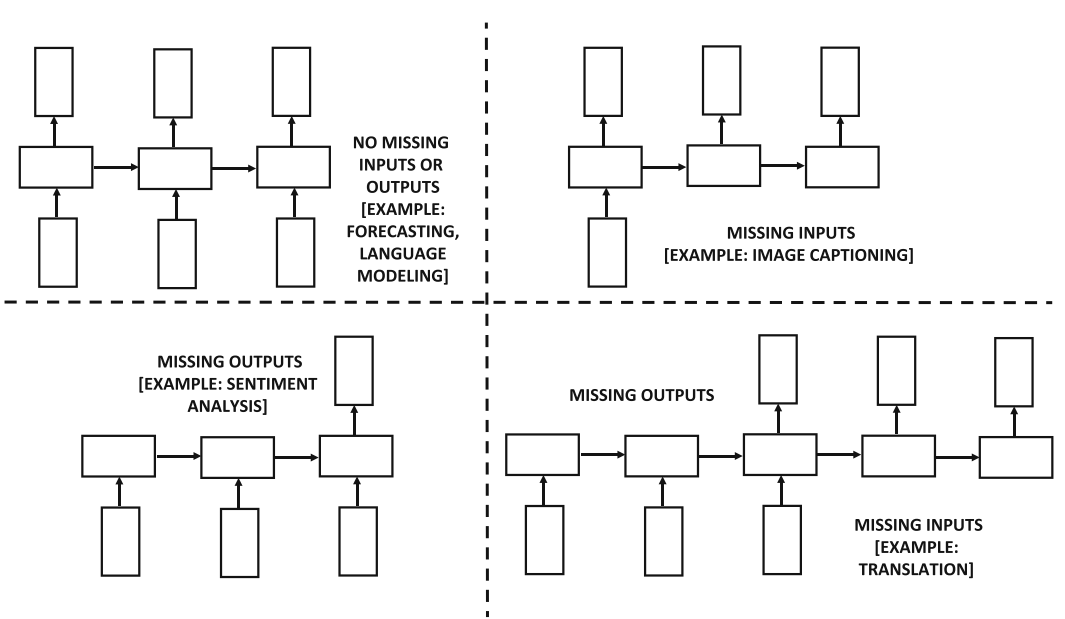 NO MISSING
INPUTS OR
OUTPUTS
[EXAMPLE:
FORECASTING,
LANGUAGE
MODELING]
MISSING INPUTS
[EXAMPLE: IMAGE CAPTIONING]
MISSING OUTPUTS
[EXAMPLE: SENTIMENT
ANALYSIS]
MISSING OUTPUTS
MISSING INPUTS
[EXAMPLE:
TRANSLATION]